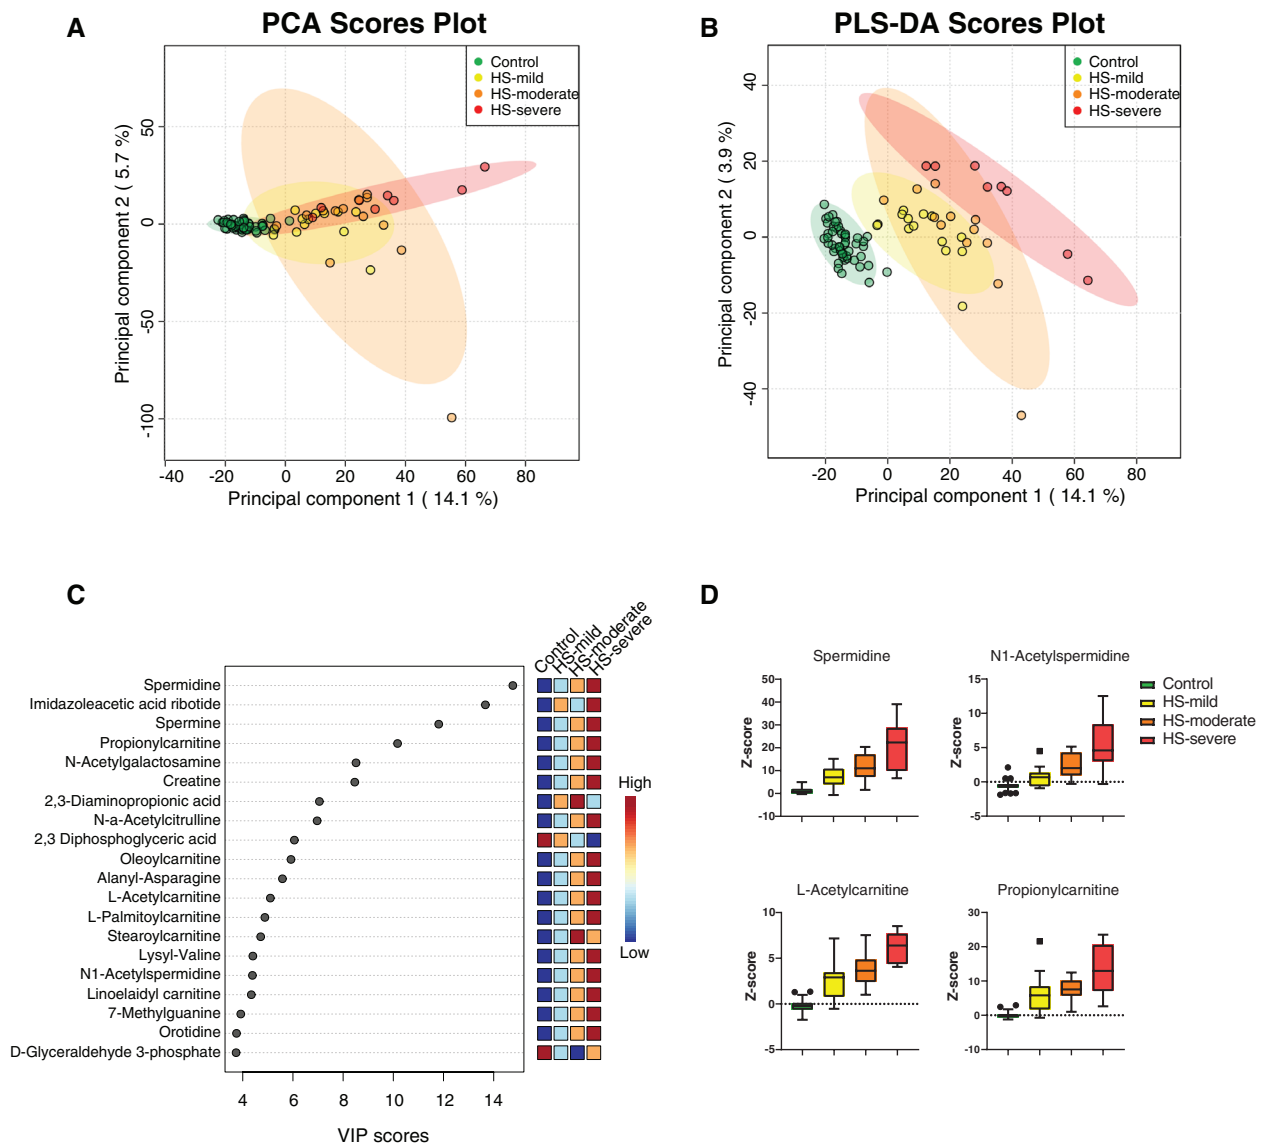 A
PCA Scores Plot
Control
HS-mild
HS-moderate
HS-severe
Principal component 2 ( 5.7 %)
50
0
-50
-100
-40 -20 0 20 40 60 80
Principal component 1 ( 14.1 %)
B
PLS-DA Scores Plot
Control
HS-mild
HS-moderate
HS-severe
Principal component 2 ( 3.9 %)
40
20
0
-20
-40
-20 0 20 40 60 80
Principal component 1 ( 14.1 %)
C
Control
HS-mild
HS-moderate
HS-severe
Spermidine
Imidazoleacetic acid ribotide
Spermine
Propionylcarnitine
N-Acetylgalactosamine
Creatine
2,3-Diaminopropionic acid
N-a-Acetylcitrulline
2,3 Diphosphoglyceric acid
Oleoylcarnitine
Alanyl-Asparagine
L-Acetylcarnitine
L-Palmitoylcarnitine
Stearoylcarnitine
Lysyl-Valine
N1-Acetylspermidine
Linoelaidyl carnitine
7-Methylguanine
Orotidine
D-Glyceraldehyde 3-phosphate
4 6 8 10 12 14
VIP scores
High
Low
D
Spermidine
Z-score
50
40
30
20
10
0
-10
N1-Acetylspermidine
Z-score
15
10
5
0
-5
Control
HS-mild
HS-moderate
HS-severe
L-Acetylcarnitine
Z-score
10
5
0
-5
Propionylcarnitine
Z-score
30
20
10
0
-10